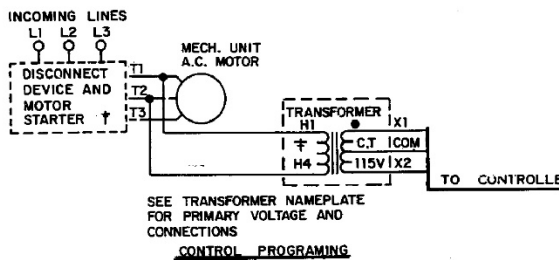 INCOMING LINES
L1 L2 L3
MECH. UNIT
A.C. MOTOR
DISCONNECT
DEVICE AND
MOTOR
STARTER
T1
T2
T3
TRANSFORMER
H1 X1
C.T COM
H4 115V X2
TO CONTROLLE
SEE TRANSFORMER NAMEPLATE
FOR PRIMARY VOLTAGE AND
CONNECTIONS
CONTROL PROGRAMING